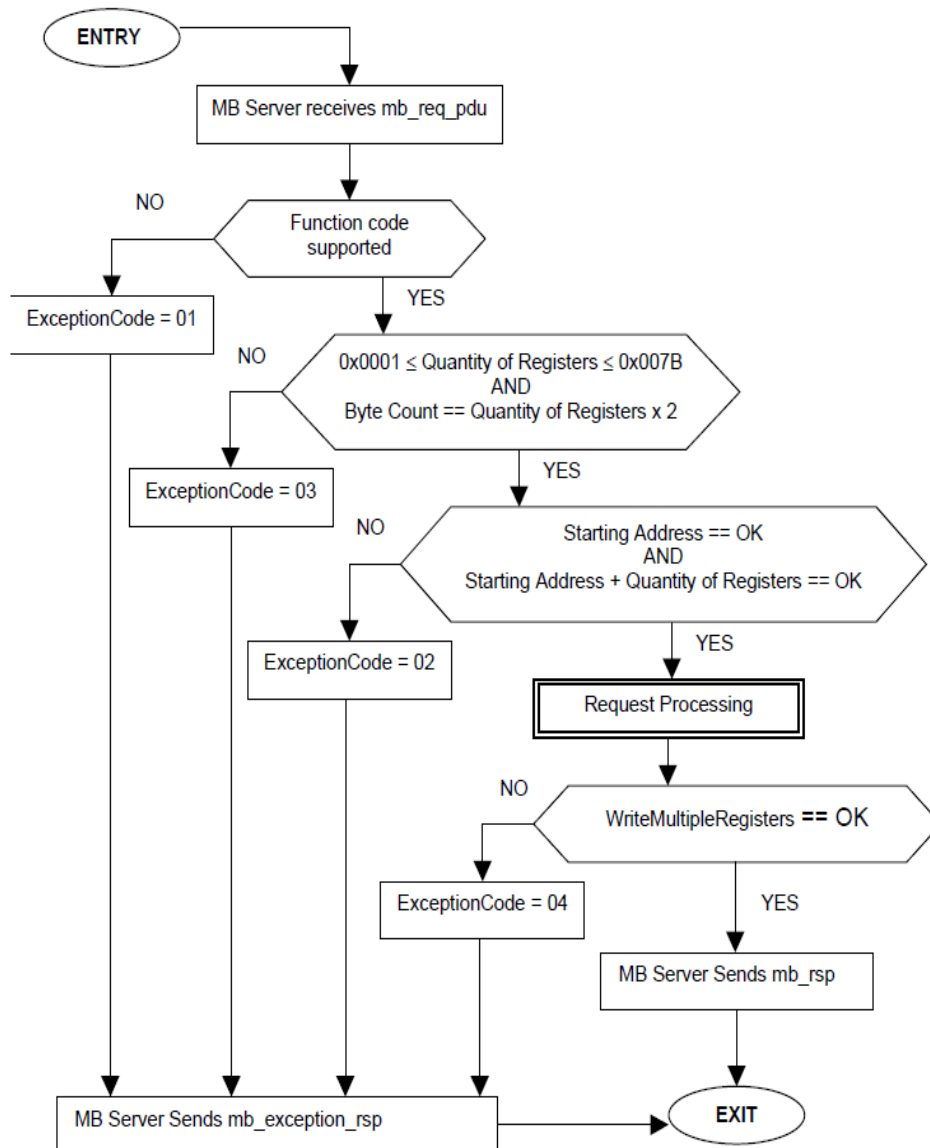 ENTRY
MB Server receives mb_req_pdu
NO
Function code
supported
YES
ExceptionCode = 01
NO
0x0001 ≤ Quantity of Registers ≤ 0x007B
AND
Byte Count == Quantity of Registers x 2
YES
ExceptionCode = 03
NO
Starting Address == OK
AND
Starting Address + Quantity of Registers == OK
YES
ExceptionCode = 02
Request Processing
NO
WriteMultipleRegisters == OK
YES
ExceptionCode = 04
MB Server Sends mb_rsp
MB Server Sends mb_exception_rsp
EXIT